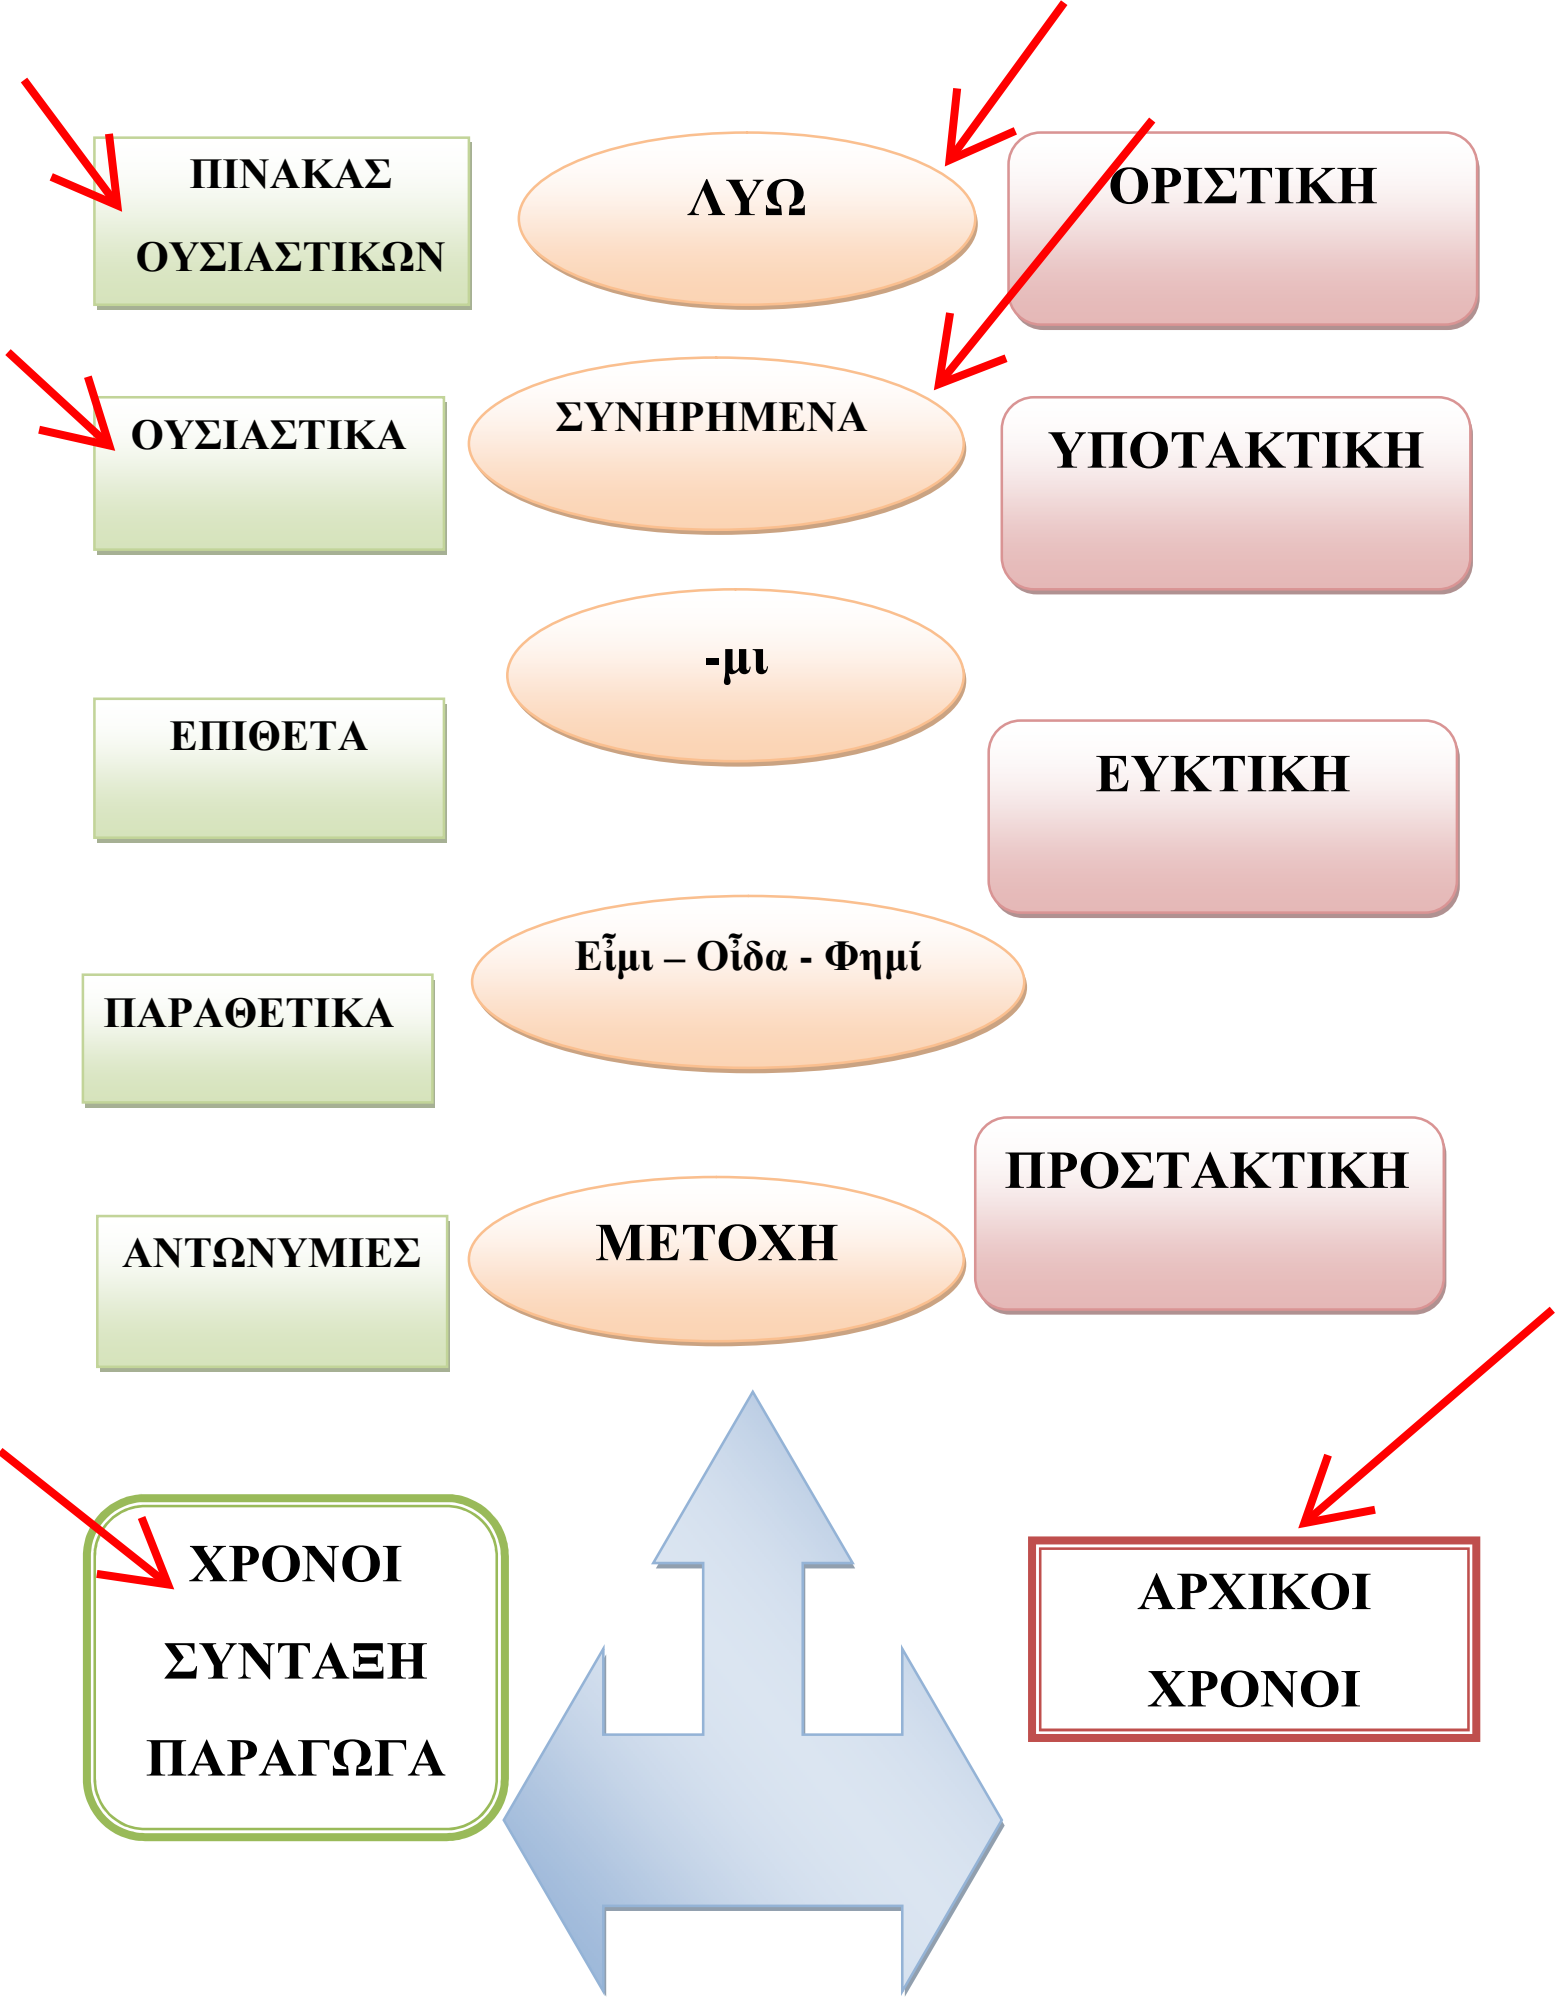 ΠΙΝΑΚΑΣ
ΟΥΣΙΑΣΤΙΚΩΝ
ΛΥΩ
ΟΡΙΣΤΙΚΗ
ΟΥΣΙΑΣΤΙΚΑ
ΣΥΝΗΡΗΜΕΝΑ
ΥΠΟΤΑΚΤΙΚΗ
-μι
ΕΠΙΘΕΤΑ
ΕΥΚΤΙΚΗ
Εἶμι – Οἶδα - Φημί
ΠΑΡΑΘΕΤΙΚΑ
ΠΡΟΣΤΑΚΤΙΚΗ
ΑΝΤΩΝΥΜΙΕΣ
ΜΕΤΟΧΗ
ΧΡΟΝΟΙ
ΣΥΝΤΑΞΗ
ΠΑΡΑΓΩΓΑ
ΑΡΧΙΚΟΙ
ΧΡΟΝΟΙ